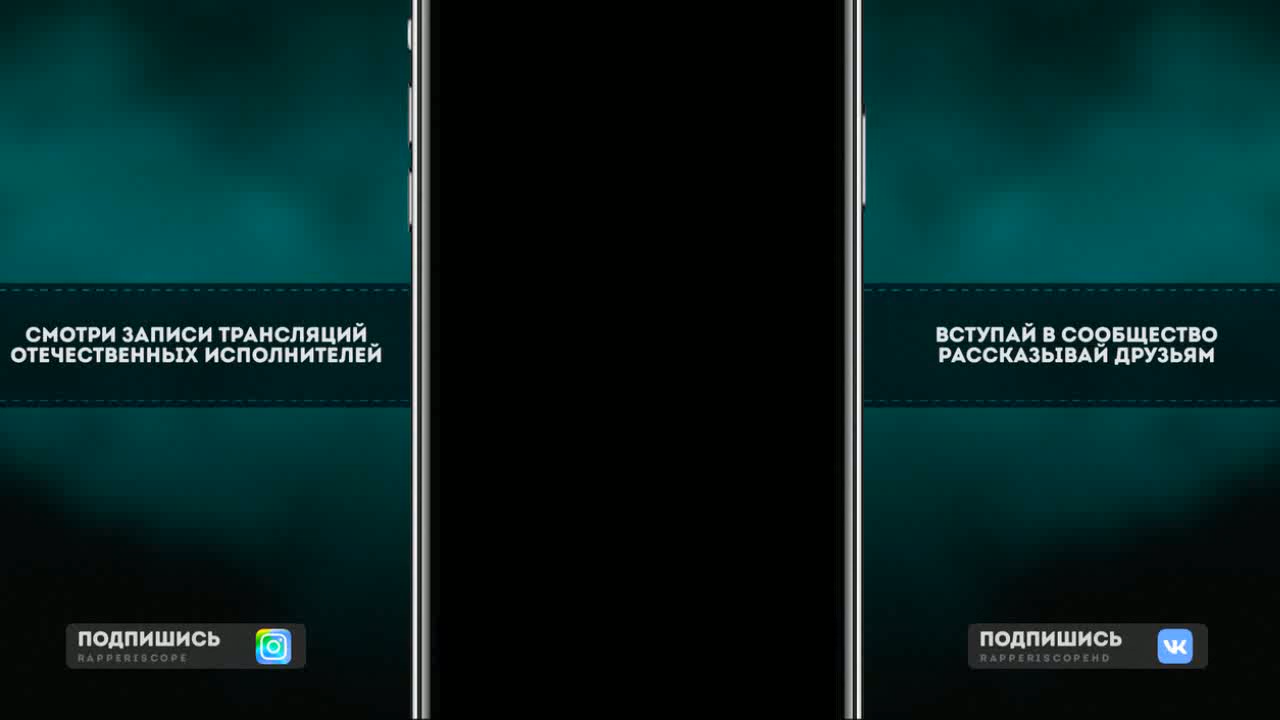 СМОТРИ ЗАПИСИ ТРАНСЛЯЦИЙ
ОТЕЧЕСТВЕННЫХ ИСПОЛНИТЕЛЕЙ
ВСТУПАЙ В СООБЩЕСТВО
РАССКАЗЫВАЙ ДРУЗЬЯМ
ПОДПИШИСЬ
RAPPERISCOPE
ПОДПИШИСЬ
RAPPERISCOPEHD